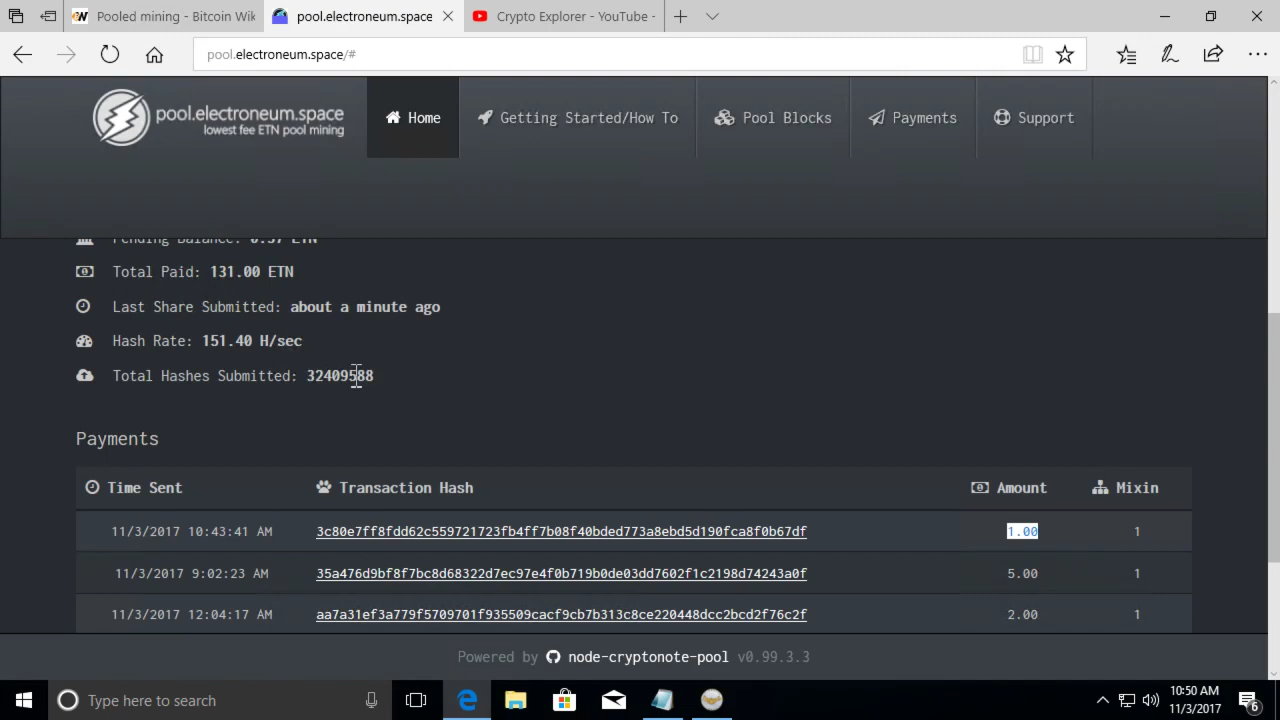 Pooled mining - Bitcoin Wik
pool.electroneum.space
Crypto Explorer - YouTube -
pool.electroneum.space/#
pool.electroneum.space
lowest fee ETN pool mining
Home
Getting Started/How To
Pool Blocks
Payments
Support
Pending Balance: 0.57 ETN
Total Paid: 131.00 ETN
Last Share Submitted: about a minute ago
Hash Rate: 151.40 H/sec
Total Hashes Submitted: 32409588
Payments
Time Sent Transaction Hash Amount Mixin
11/3/2017 10:43:41 AM 3c80e7ff8fdd62c559721723fb4ff7b08f40bded773a8ebd5d190fca8f0b67df 1.00 1
11/3/2017 9:02:23 AM 35a476d9bf8f7bc8d68322d7ec97e4f0b719b0de03dd7602f1c2198d74243a0f 5.00 1
11/3/2017 12:04:17 AM aa7a31ef3a779f5709701f935509cacf9cb7b313c8ce220448dcc2bcd2f76c2f 2.00 1
Powered by node-cryptonote-pool v0.99.3.3
Type here to search
10:50 AM
11/3/2017
6